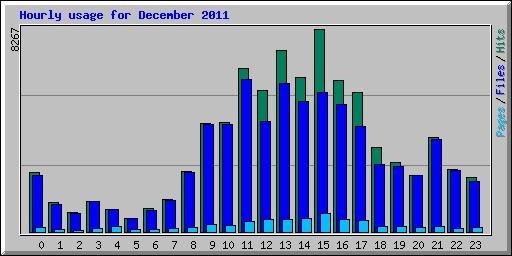 Hourly usage for December 2011
8267
Pages / Files / Hits
0 1 2 3 4 5 6 7 8 9 10 11 12 13 14 15 16 17 18 19 20 21 22 23